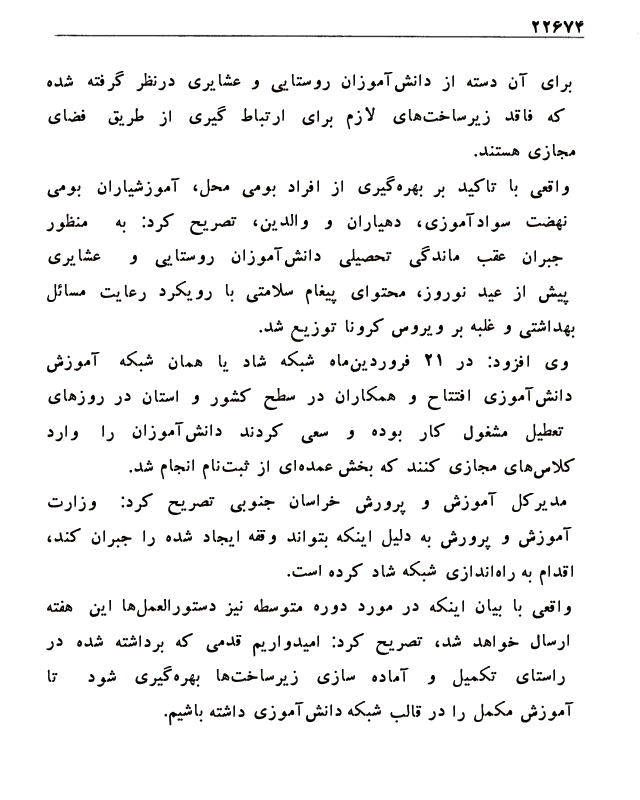 ۲۲۶۷۴
برای آن دسته از دانش‌آموزان روستایی و عشایری درنظر گرفته شده
که فاقد زیرساخت‌های لازم برای ارتباط گیری از طریق فضای
مجازی هستند.
واقعی با تاکید بر بهره‌گیری از افراد بومی محل، آموزشیاران بومی
نهضت سوادآموزی، دهیاران و والدین، تصریح کرد: به منظور
جبران عقب ماندگی تحصیلی دانش‌آموزان روستایی و عشایری
پیش از عید نوروز، محتوای پیغام سلامتی با رویکرد رعایت مسائل
بهداشتی و غلبه بر ویروس کرونا توزیع شد.
وی افزود: در ۲۱ فروردین‌ماه شبکه شاد یا همان شبکه آموزش
دانش‌آموزی افتتاح و همکاران در سطح کشور و استان در روزهای
تعطیل مشغول کار بوده و سعی کردند دانش‌آموزان را وارد
کلاس‌های مجازی کنند که بخش عمده‌ای از ثبت‌نام انجام شد.
مدیرکل آموزش و پرورش خراسان جنوبی تصریح کرد: وزارت
آموزش و پرورش به دلیل اینکه بتواند وقفه ایجاد شده را جبران کند،
اقدام به راه‌اندازی شبکه شاد کرده است.
واقعی با بیان اینکه در مورد دوره متوسطه نیز دستورالعمل‌ها این هفته
ارسال خواهد شد، تصریح کرد: امیدواریم قدمی که برداشته شده در
راستای تکمیل و آماده سازی زیرساخت‌ها بهره‌گیری شود تا
آموزش مکمل را در قالب شبکه دانش‌آموزی داشته باشیم.